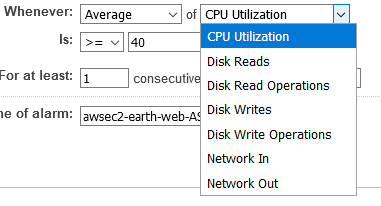 Whenever: Average of CPU Utilization
CPU Utilization
Is: >= 40
Disk Reads
For at least: 1 consecutive
Disk Read Operations
Disk Writes
ne of alarm: awsec2-earth-web-AS
Disk Write Operations
Network In
Network Out